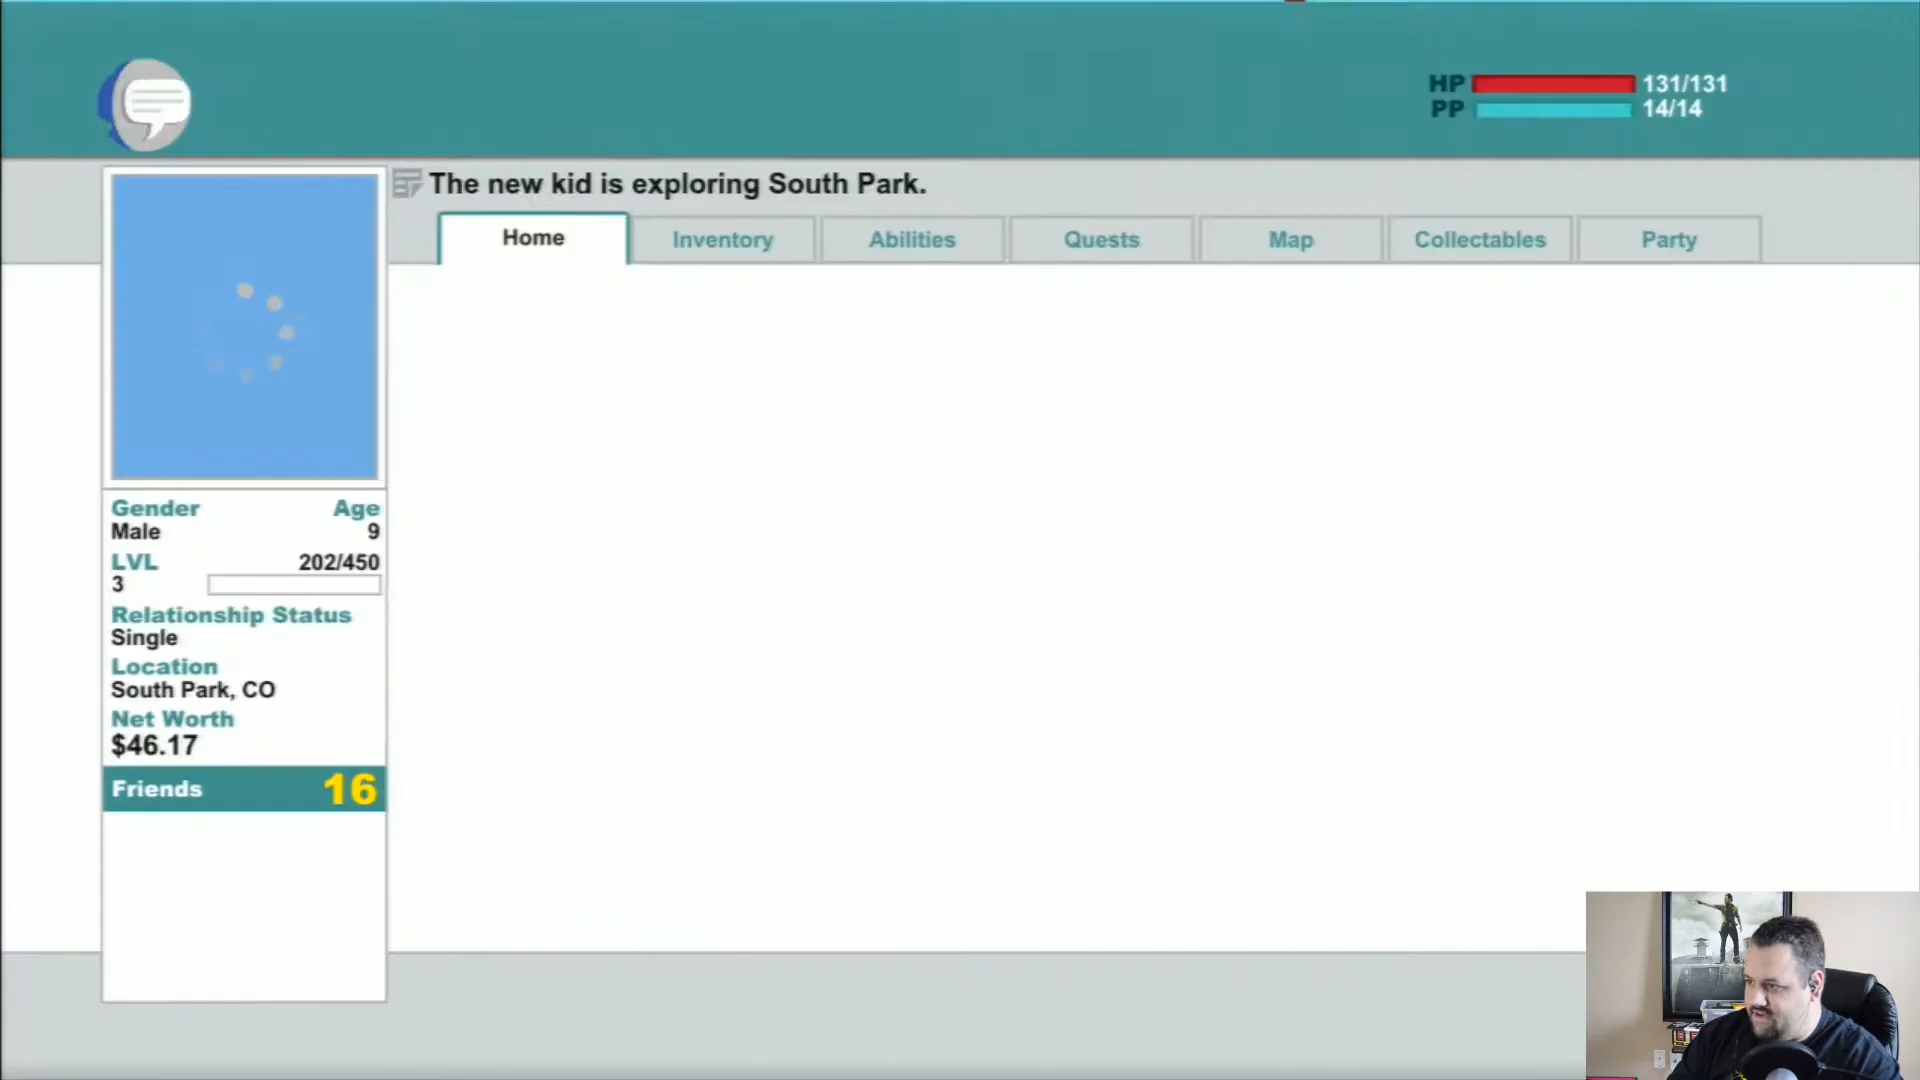 HP 131/131
PP 14/14
The new kid is exploring South Park.
Home Inventory Abilities Quests Map Collectables Party
Gender Age
Male 9
LVL 202/450
3
Relationship Status
Single
Location
South Park, CO
Net Worth
$46.17
Friends 16